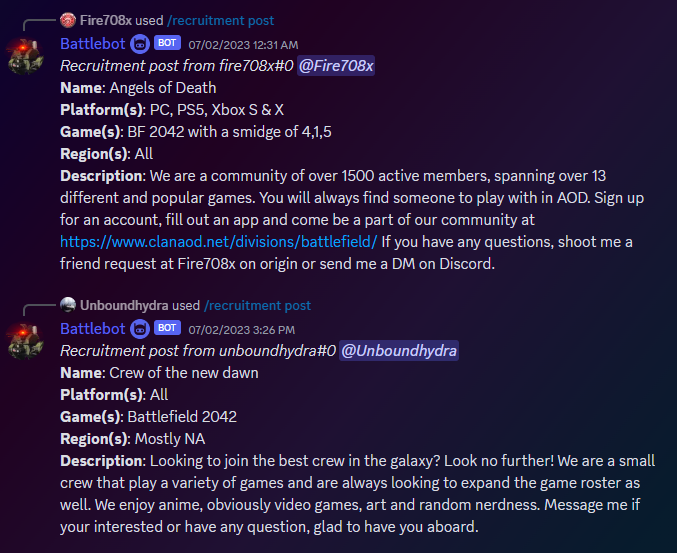 Fire708x used /recruitment post
Battlebot BOT 07/02/2023 12:31 AM
Recruitment post from fire708x#0 @Fire708x
Name: Angels of Death
Platform(s): PC, PS5, Xbox S & X
Game(s): BF 2042 with a smidge of 4,1,5
Region(s): All
Description: We are a community of over 1500 active members, spanning over 13
different and popular games. You will always find someone to play with in AOD. Sign up
for an account, fill out an app and come be a part of our community at
https://www.clanaod.net/divisions/battlefield/ If you have any questions, shoot me a
friend request at Fire708x on origin or send me a DM on Discord.
Unboundhydra used /recruitment post
Battlebot BOT 07/02/2023 3:26 PM
Recruitment post from unboundhydra#0 @Unboundhydra
Name: Crew of the new dawn
Platform(s): All
Game(s): Battlefield 2042
Region(s): Mostly NA
Description: Looking to join the best crew in the galaxy? Look no further! We are a small
crew that play a variety of games and are always looking to expand the game roster as
well. We enjoy anime, obviously video games, art and random nerdness. Message me if
your interested or have any question, glad to have you aboard.